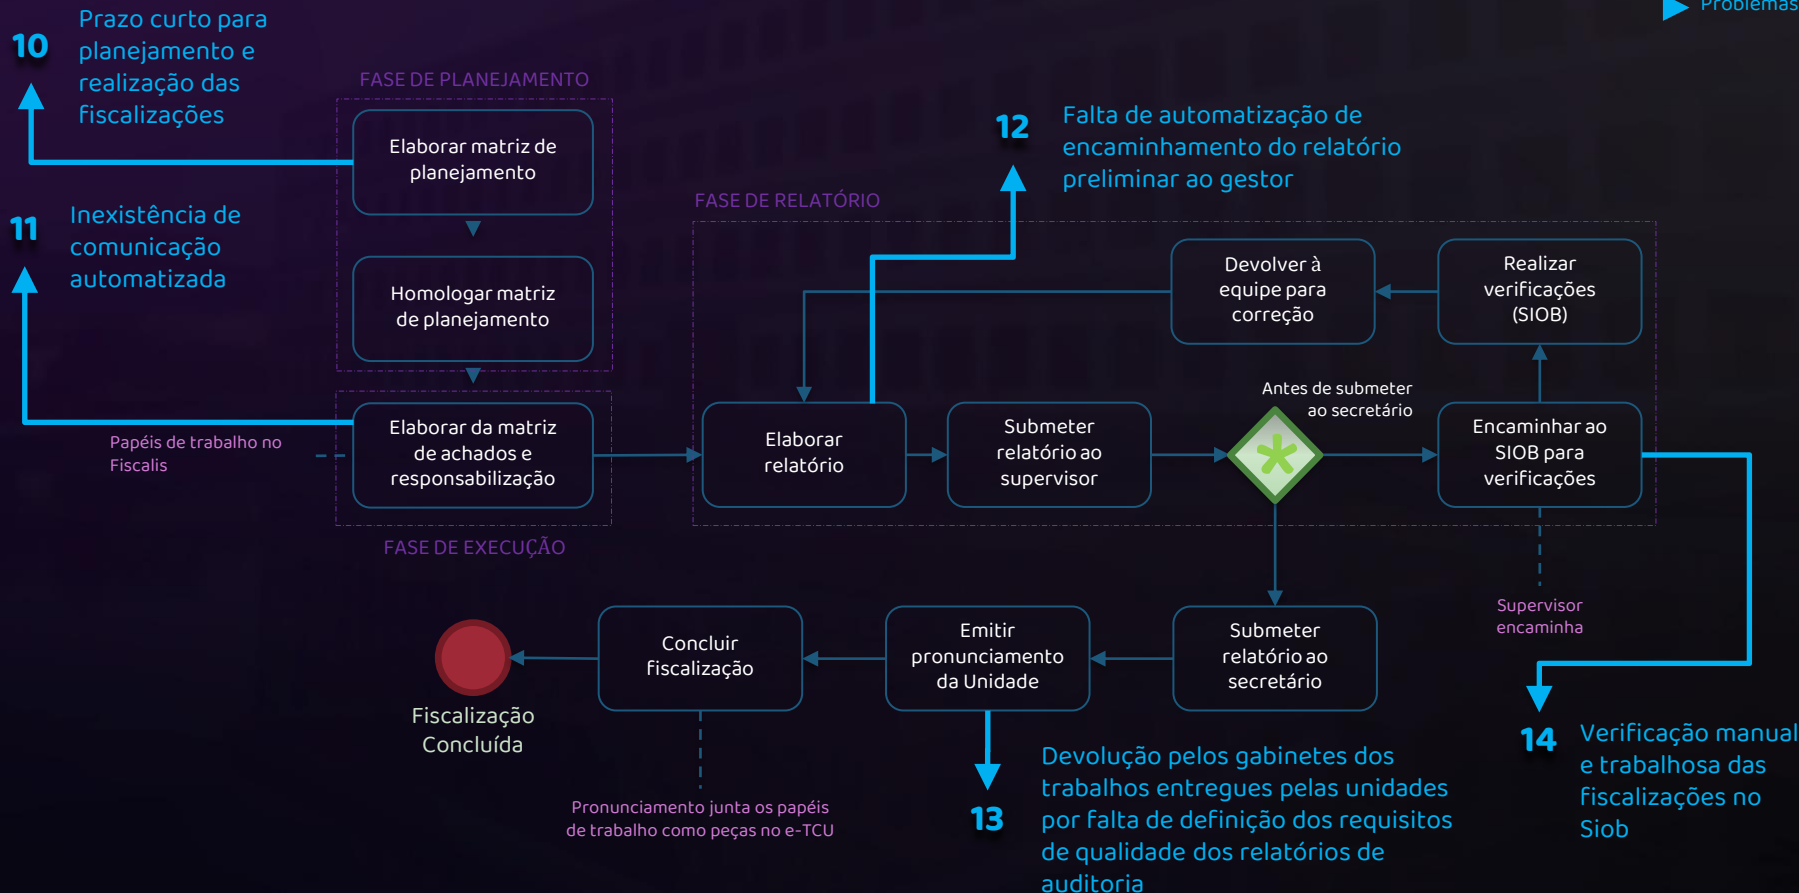 Problemas
10
Prazo curto para
planejamento e
realização das
fiscalizações
FASE DE PLANEJAMENTO
Elaborar matriz de
planejamento
Homologar matriz
de planejamento
11
Inexistência de
comunicação
automatizada
Papéis de trabalho no
Fiscalis
Elaborar da matriz
de achados e
responsabilização
FASE DE EXECUÇÃO
12
Falta de automatização de
encaminhamento do relatório
preliminar ao gestor
FASE DE RELATÓRIO
Devolver à
equipe para
correção
Realizar
verificações
(SIOB)
Elaborar
relatório
Submeter
relatório ao
supervisor
Antes de submeter
ao secretário
Encaminhar ao
SIOB para
verificações
Supervisor
encaminha
Fiscalização
Concluída
Concluir
fiscalização
Emitir
pronunciamento
da Unidade
Submeter
relatório ao
secretário
Pronunciamento junta os papéis
de trabalho como peças no e-TCU
13
Devolução pelos gabinetes dos
trabalhos entregues pelas unidades
por falta de definição dos requisitos
de qualidade dos relatórios de
auditoria
14
Verificação manual
e trabalhosa das
fiscalizações no
Siob